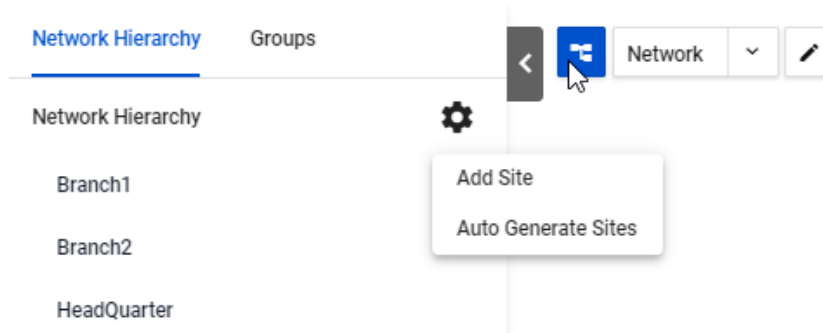 Network Hierarchy
Groups
Network
Network Hierarchy
Branch1
Add Site
Auto Generate Sites
Branch2
HeadQuarter